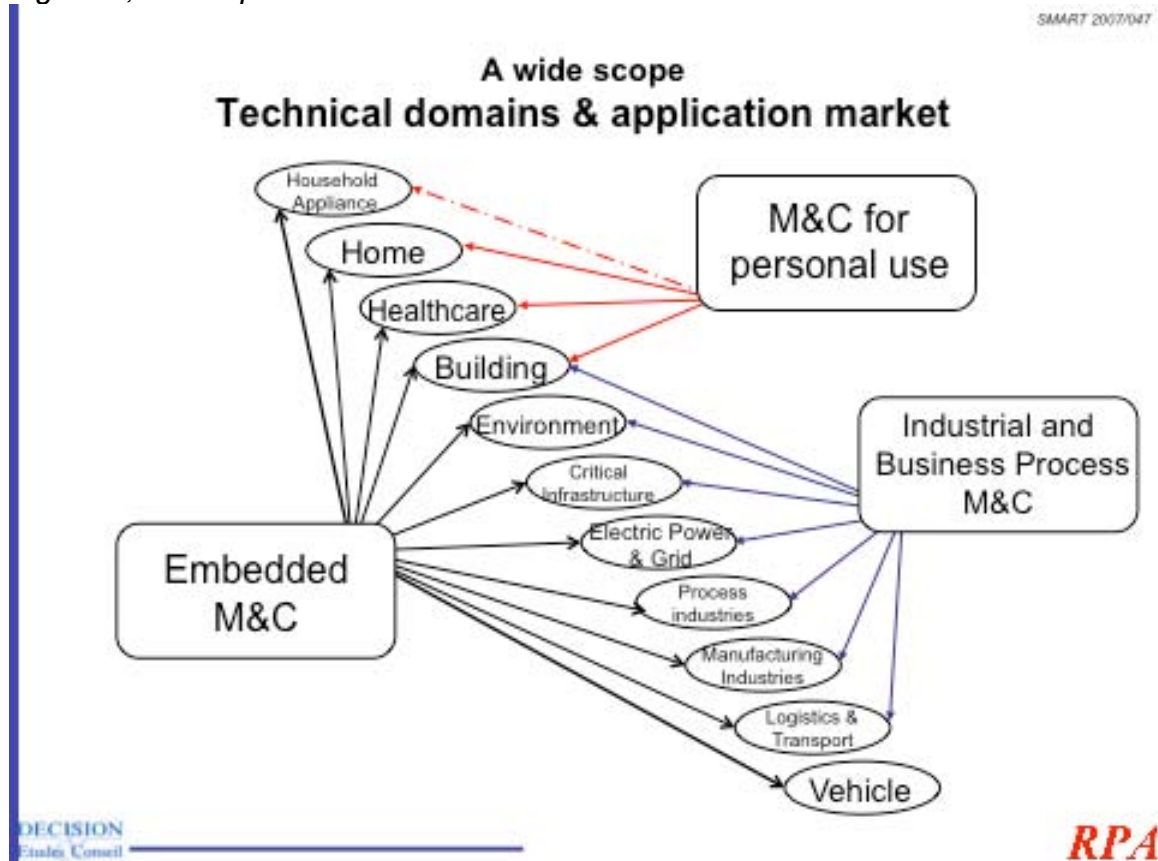 SMART 2007/047
A wide scope
Technical domains & application market
Household
Appliance
M&C for
personal use
Home
Healthcare
Building
Environment
Industrial and
Business Process
M&C
Critical
Infrastructure
Electric Power
& Grid
Embedded
M&C
Process
industries
Manufacturing
Industries
Logistics &
Transport
Vehicle
DECISION
Etudes Conseil
RPA